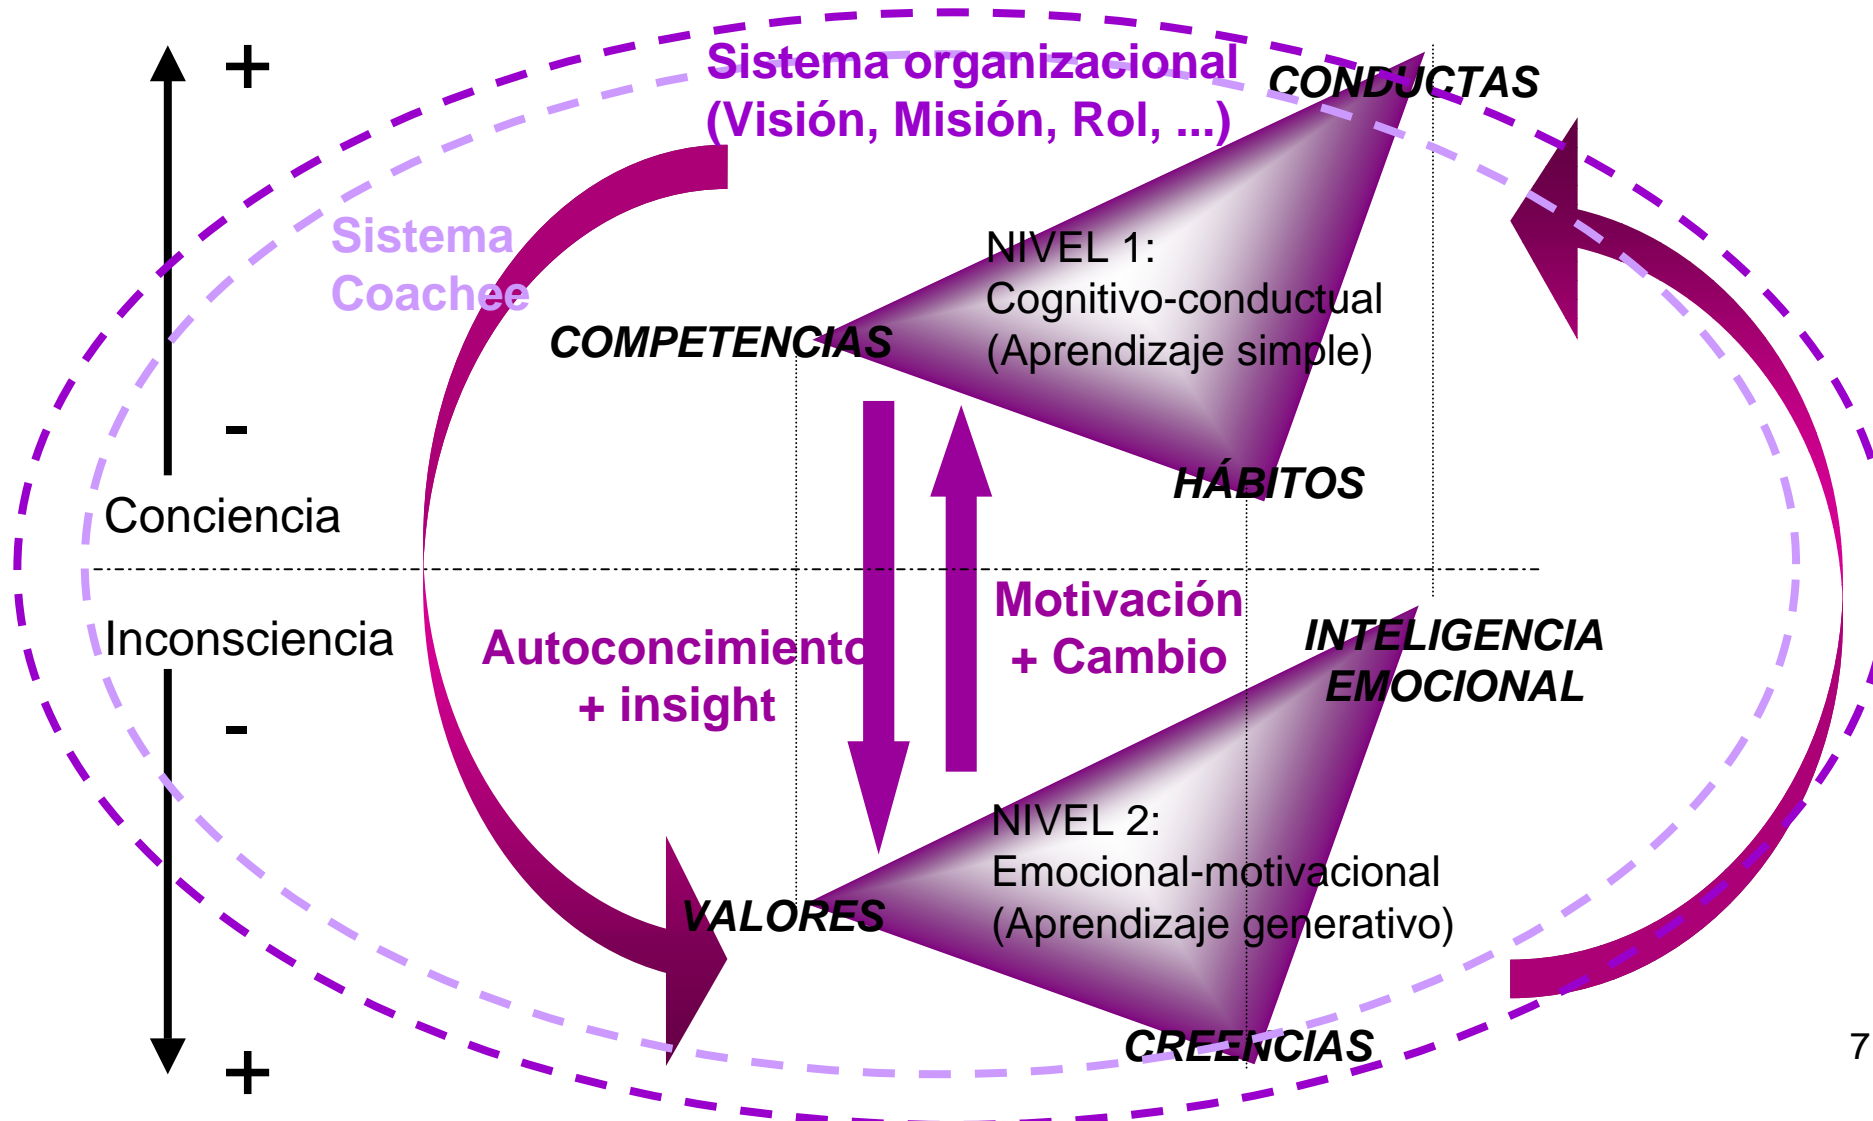 +
Sistema organizacional
(Visión, Misión, Rol, ...)
CONDUCTAS
Sistema
Coachee
NIVEL 1:
Cognitivo-conductual
(Aprendizaje simple)
COMPETENCIAS
-
HÁBITOS
Conciencia
Inconsciencia
Autoconcimiento
+ insight
Motivación
+ Cambio
INTELIGENCIA
EMOCIONAL
-
NIVEL 2:
Emocional-motivacional
(Aprendizaje generativo)
VALORES
CREENCIAS
+
7